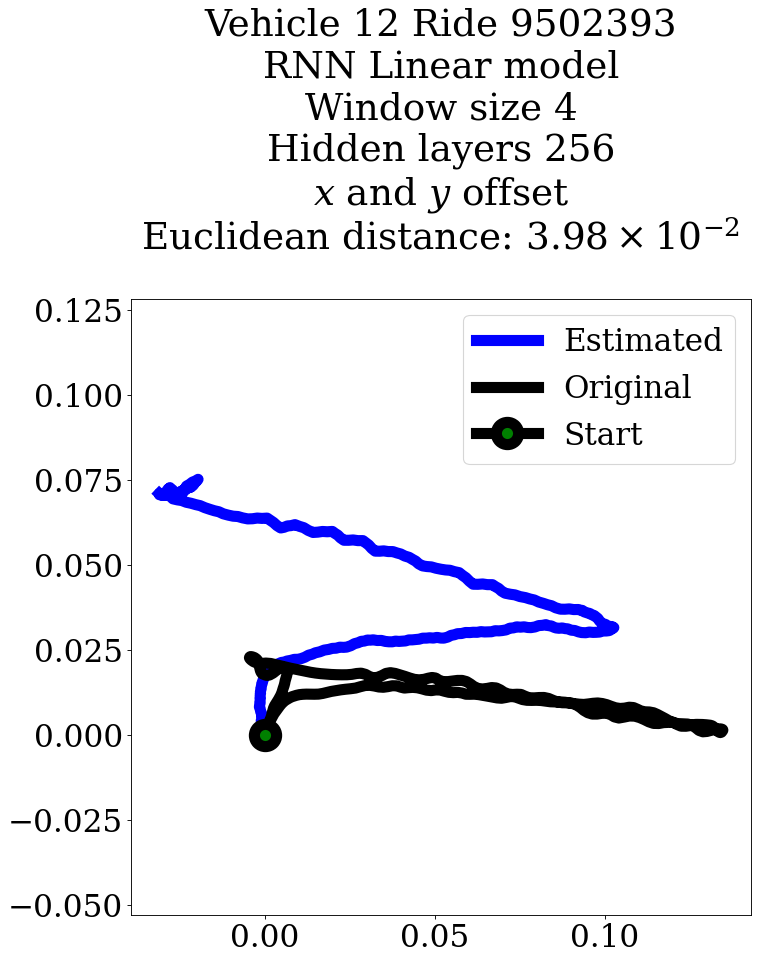 Vehicle 12 Ride 9502393
RNN Linear model
Window size 4
Hidden layers 256
x and y offset
Euclidean distance: 3.98 × 10⁻²
Estimated
Original
Start
0.125
0.100
0.075
0.050
0.025
0.000
−0.025
−0.050
0.00 0.05 0.10